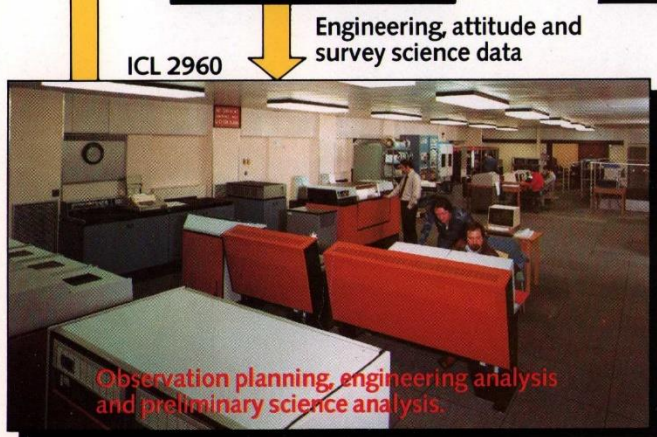 Engineering, attitude and
survey science data
ICL 2960
Observation planning, engineering analysis
and preliminary science analysis.